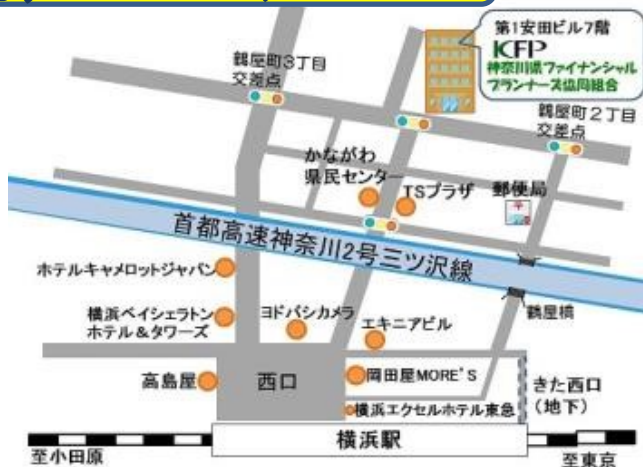 第1安田ビル7階
KFP
神奈川県ファイナンシャル
プランナーズ協同組合
鶴屋町3丁目
交差点
鶴屋町2丁目
交差点
かながわ
県民センター
TSプラザ
郵便局
首都高速神奈川2号三ツ沢線
ホテルキャメロットジャパン
横浜ベイシェラトン
ホテル&タワーズ
ヨドバシカメラ
エキニアビル
鶴屋橋
高島屋
西口
岡田屋MORE'S
横浜エクセルホテル東急
きた西口
(地下)
横浜駅
至小田原
至東京